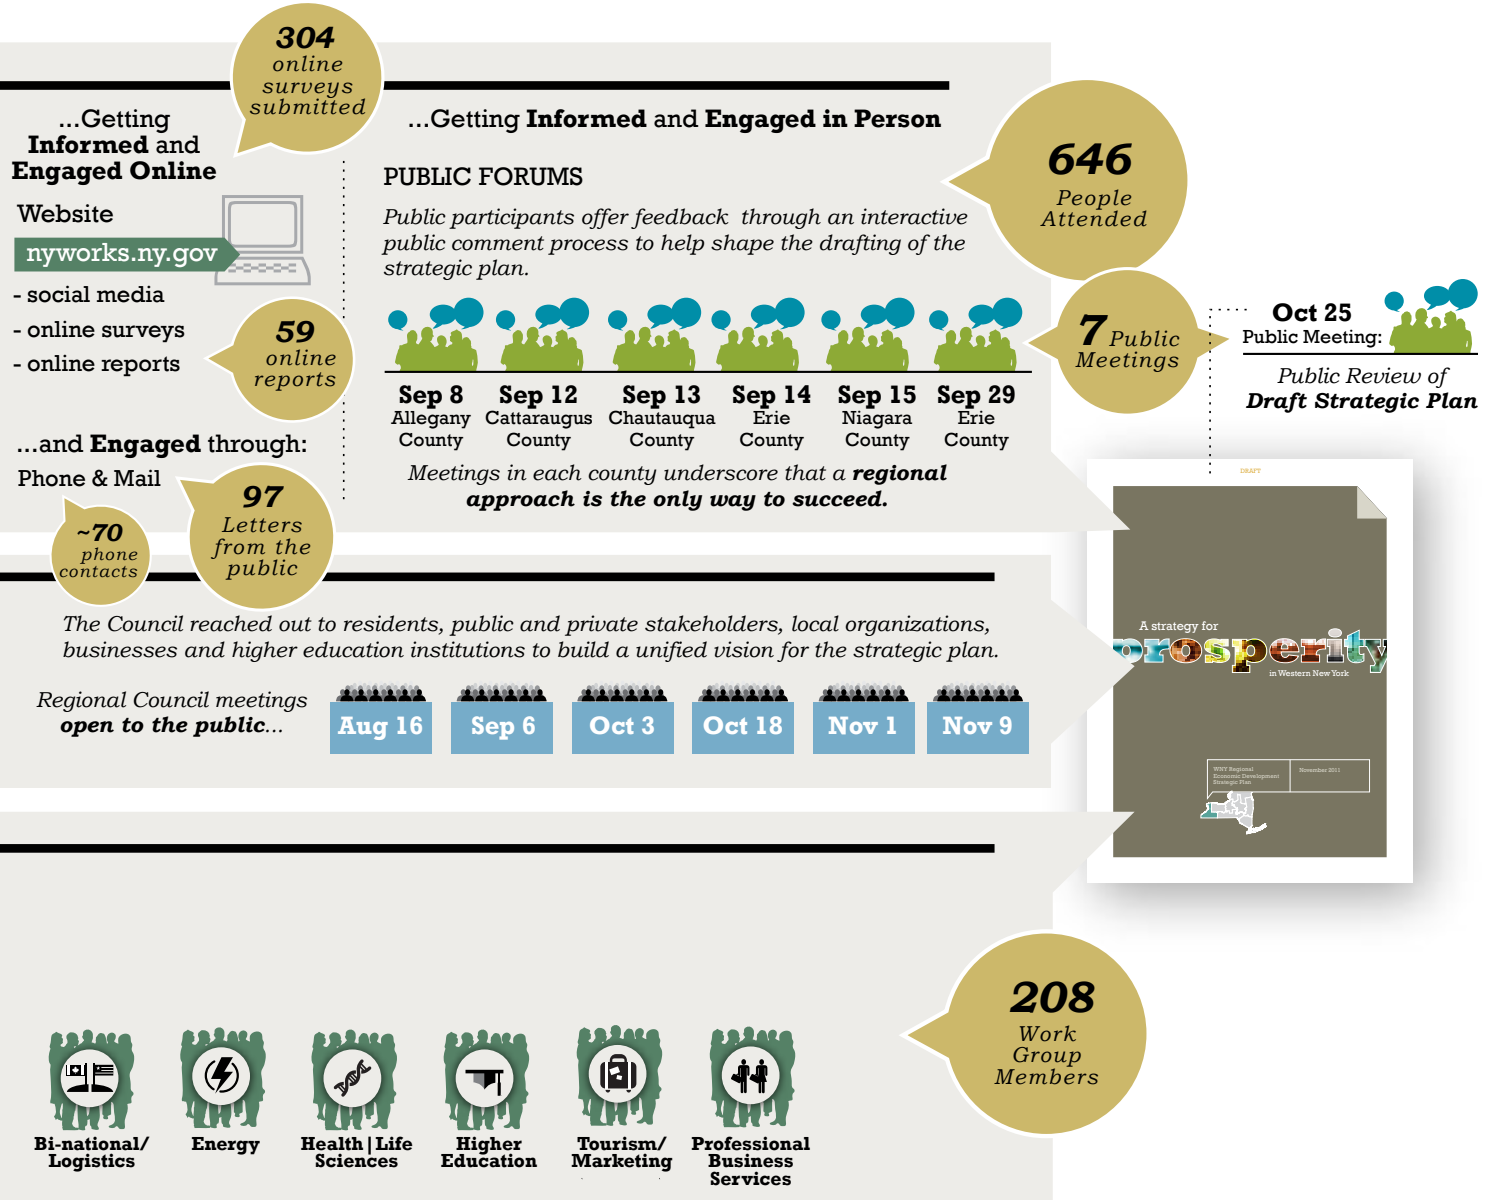 304
online
surveys
submitted
...Getting
Informed and
Engaged Online
Website
nyworks.ny.gov
- social media
- online surveys
- online reports
59
online
reports
...and Engaged through:
Phone & Mail
~70
phone
contacts
97
Letters
from the
public
...Getting Informed and Engaged in Person
PUBLIC FORUMS
Public participants offer feedback through an interactive
public comment process to help shape the drafting of the
strategic plan.
646
People
Attended
7 Public
Meetings
Sep 8
Allegany
County
Sep 12
Cattaraugus
County
Sep 13
Chautauqua
County
Sep 14
Erie
County
Sep 15
Niagara
County
Sep 29
Erie
County
Meetings in each county underscore that a regional
approach is the only way to succeed.
Oct 25
Public Meeting:
Public Review of
Draft Strategic Plan
The Council reached out to residents, public and private stakeholders, local organizations,
businesses and higher education institutions to build a unified vision for the strategic plan.
Regional Council meetings
open to the public...
Aug 16
Sep 6
Oct 3
Oct 18
Nov 1
Nov 9
DRAFT
A strategy for
prosperity
in Western New York
WNY Regional
Economic Development
Strategic Plan
November 2011
208
Work
Group
Members
Bi-national/
Logistics
Energy
Health|Life
Sciences
Higher
Education
Tourism/
Marketing
Professional
Business
Services